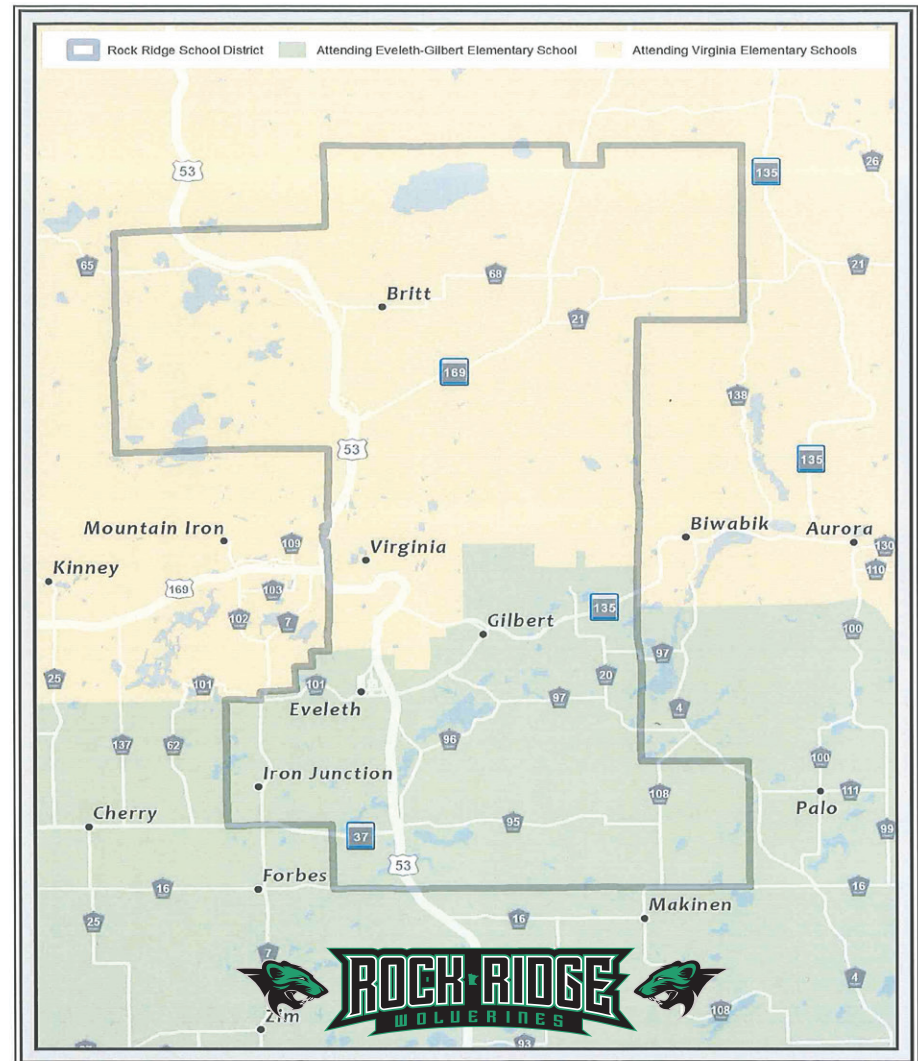 Rock Ridge School District Attending Eveleth-Gilbert Elementary School Attending Virginia Elementary Schools
53
135
26
65
68
21
Britt
21
169
138
53
135
Mountain Iron
109
Virginia
Biwabik
Aurora
130
Kinney
110
169
103
102
7
135
Gilbert
100
25
101
101
97
20
Eveleth
97
4
137
62
96
100
Iron Junction
108
111
Palo
Cherry
37
95
99
53
Forbes
16
16
25
16
Makinen
7
4
ROCK RIDGE
WOLVERINES
108
Zim
93